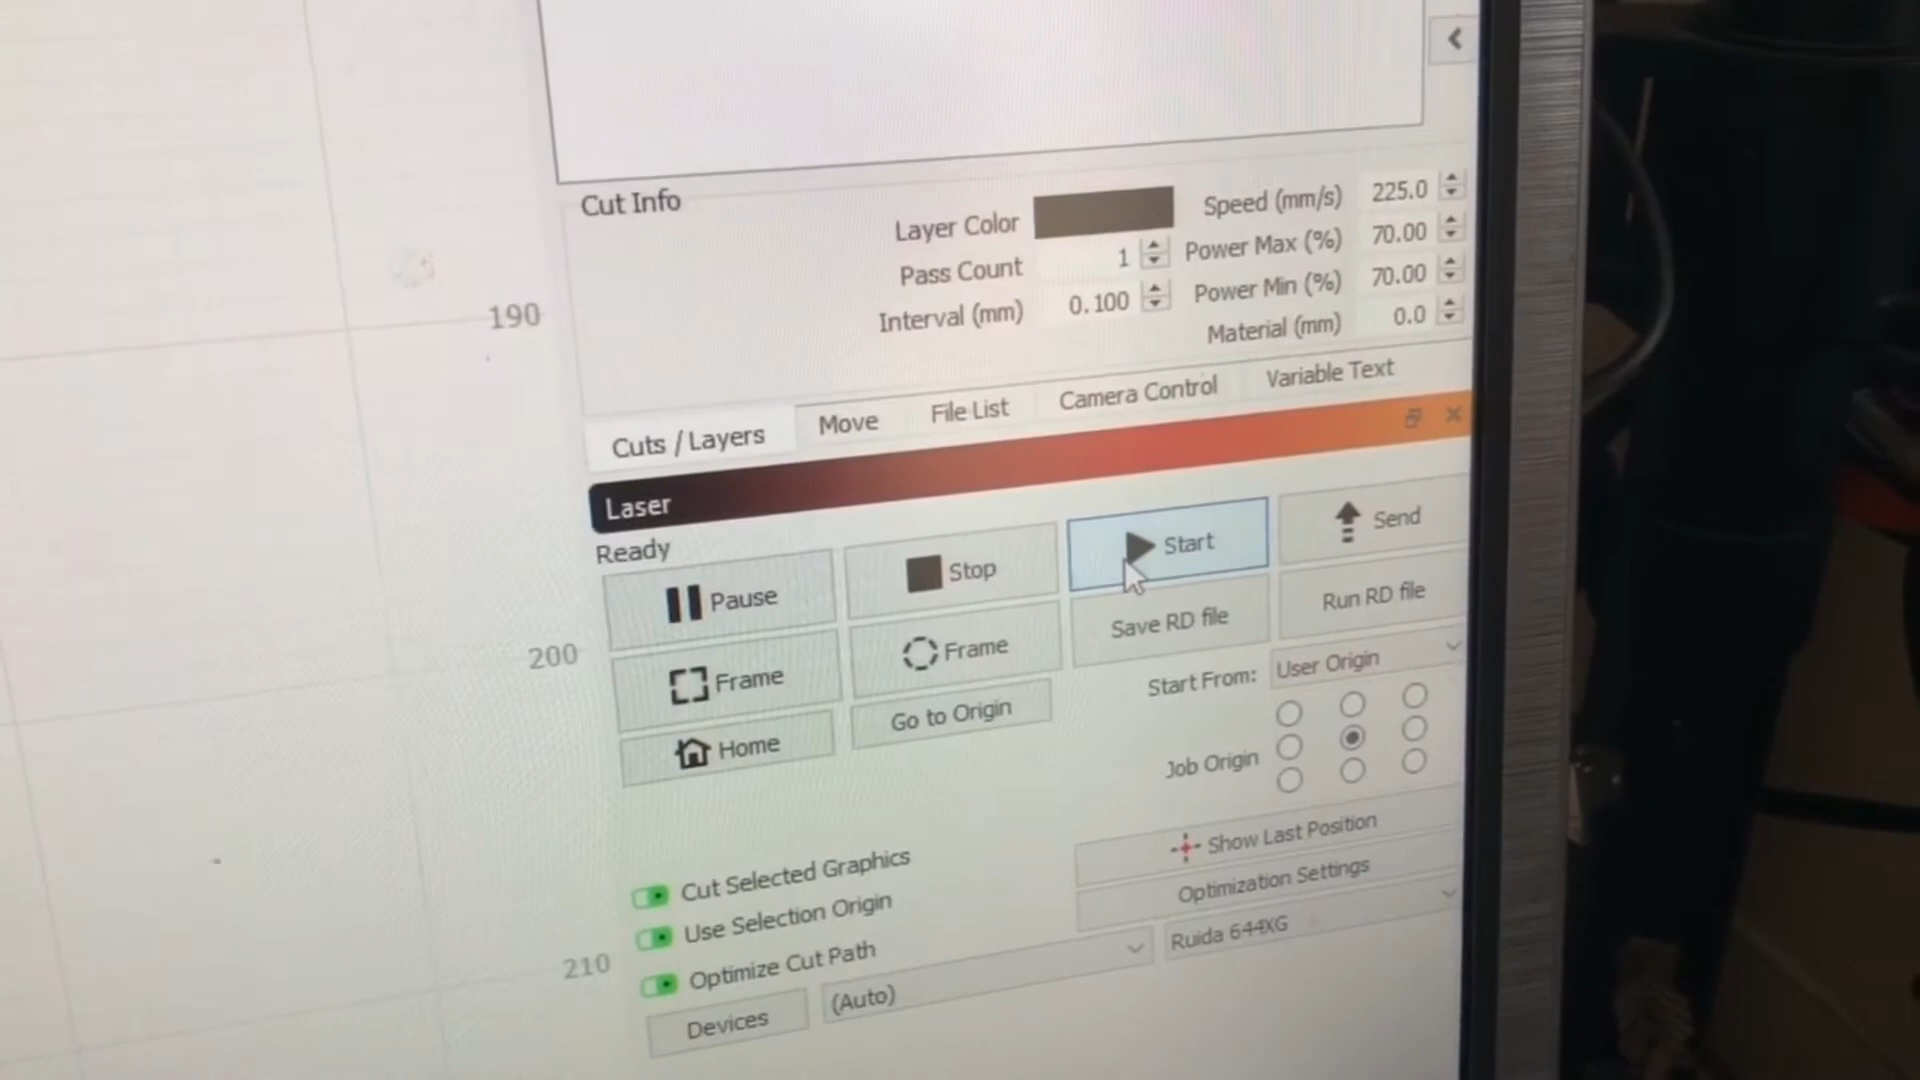 Cut Info
Layer Color
Speed (mm/s) 225.0
Pass Count 1
Power Max (%) 70.00
Interval (mm) 0.100
Power Min (%) 70.00
Material (mm) 0.0
190
Cuts / Layers Move File List Camera Control Variable Text
Laser
Ready
Pause Stop Start Send
200
Frame Frame Save RD file Run RD file
Home Go to Origin Start From: User Origin
Job Origin
Cut Selected Graphics Show Last Position
Use Selection Origin Optimization Settings
210
Optimize Cut Path
Devices (Auto) Ruida 644XG